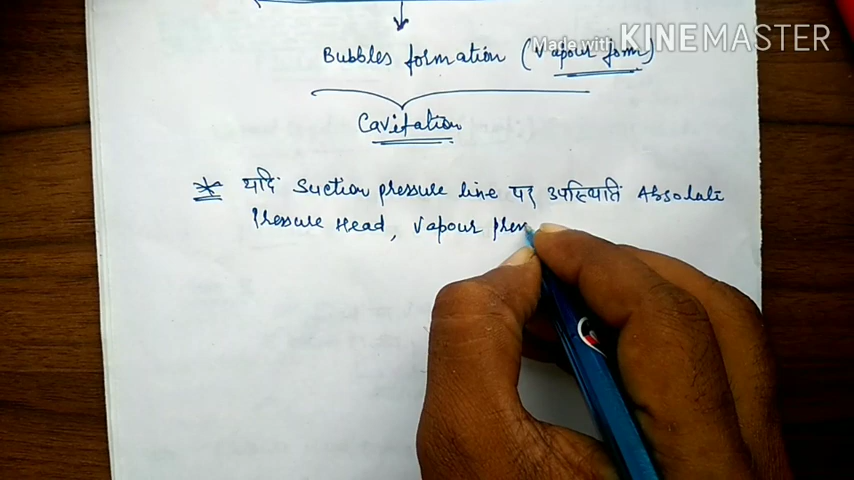 Made with KINEMASTER
Bubbles formation (Vapour form)
Cavitation
* यदि Suction pressure line पर उपस्थिति Absolute
Pressure Head, Vapour pres